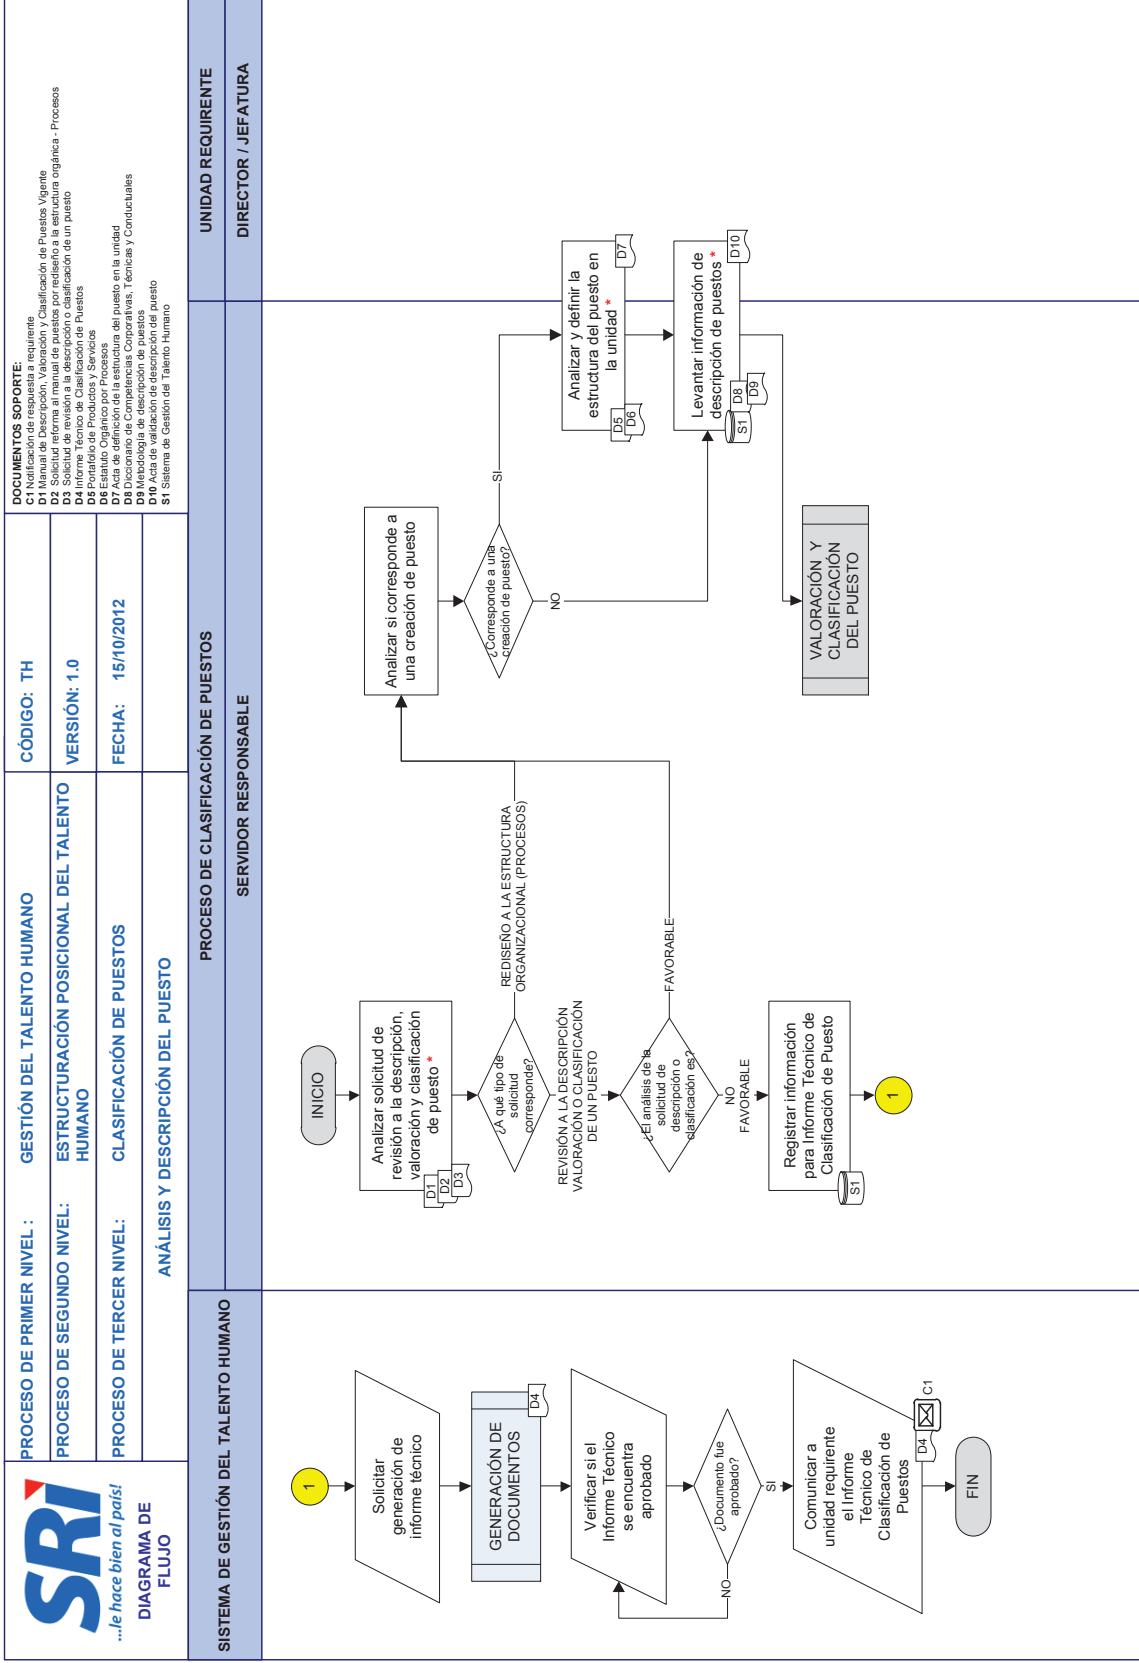 SRI
...le hace bien al país!
DIAGRAMA DE
FLUJO
PROCESO DE PRIMER NIVEL :
GESTIÓN DEL TALENTO HUMANO
CÓDIGO: TH
PROCESO DE SEGUNDO NIVEL:
ESTRUCTURACIÓN POSICIONAL DEL TALENTO
HUMANO
VERSIÓN: 1.0
PROCESO DE TERCER NIVEL:
CLASIFICACIÓN DE PUESTOS
FECHA: 15/10/2012
ANÁLISIS Y DESCRIPCIÓN DEL PUESTO
DOCUMENTOS SOPORTE:
C1 Notificación de respuesta a requirente
D1 Manual de Descripción, Valoración y Clasificación de Puestos Vigente
D2 Solicitud reforma al manual de puestos por rediseño a la estructura orgánica - Procesos
D3 Solicitud de revisión a la descripción o clasificación de un puesto
D4 Informe Técnico de Clasificación de Puestos
D5 Portafolio de Productos y Servicios
D6 Estatuto Orgánico por Procesos
D7 Acta de definición de la estructura del puesto en la unidad
D8 Diccionario de Competencias Corporativas, Técnicas y Conductuales
D9 Metodología de descripción de puestos
D10 Acta de validación de descripción del puesto
S1 Sistema de Gestión del Talento Humano
SISTEMA DE GESTIÓN DEL TALENTO HUMANO
PROCESO DE CLASIFICACIÓN DE PUESTOS
UNIDAD REQUIRENTE
SERVIDOR RESPONSABLE
DIRECTOR / JEFATURA
1
Solicitar
generación de
informe técnico
GENERACIÓN DE
DOCUMENTOS
D4
Verificar si el
Informe Técnico
se encuentra
aprobado
¿Documento fue
aprobado?
NO
SI
Comunicar a
unidad requirente
el Informe
Técnico de
Clasificación de
Puestos
D4
C1
FIN
INICIO
Analizar solicitud de
revisión a la descripción,
valoración y clasificación
de puesto *
D1
D2
D3
¿A qué tipo de
solicitud
corresponde?
REDISEÑO A LA ESTRUCTURA
ORGANIZACIONAL (PROCESOS)
REVISIÓN A LA DESCRIPCIÓN
VALORACIÓN O CLASIFICACIÓN
DE UN PUESTO
¿El análisis de la
solicitud de
descripción o
clasificación es?
FAVORABLE
NO
FAVORABLE
Registrar información
para Informe Técnico de
Clasificación de Puesto
S1
1
Analizar si corresponde a
una creación de puesto
¿Corresponde a una
creación de puesto?
SI
NO
Analizar y definir la
estructura del puesto en
la unidad *
D5
D6
D7
Levantar información de
descripción de puestos *
S1
D8
D9
D10
VALORACIÓN Y
CLASIFICACIÓN
DEL PUESTO